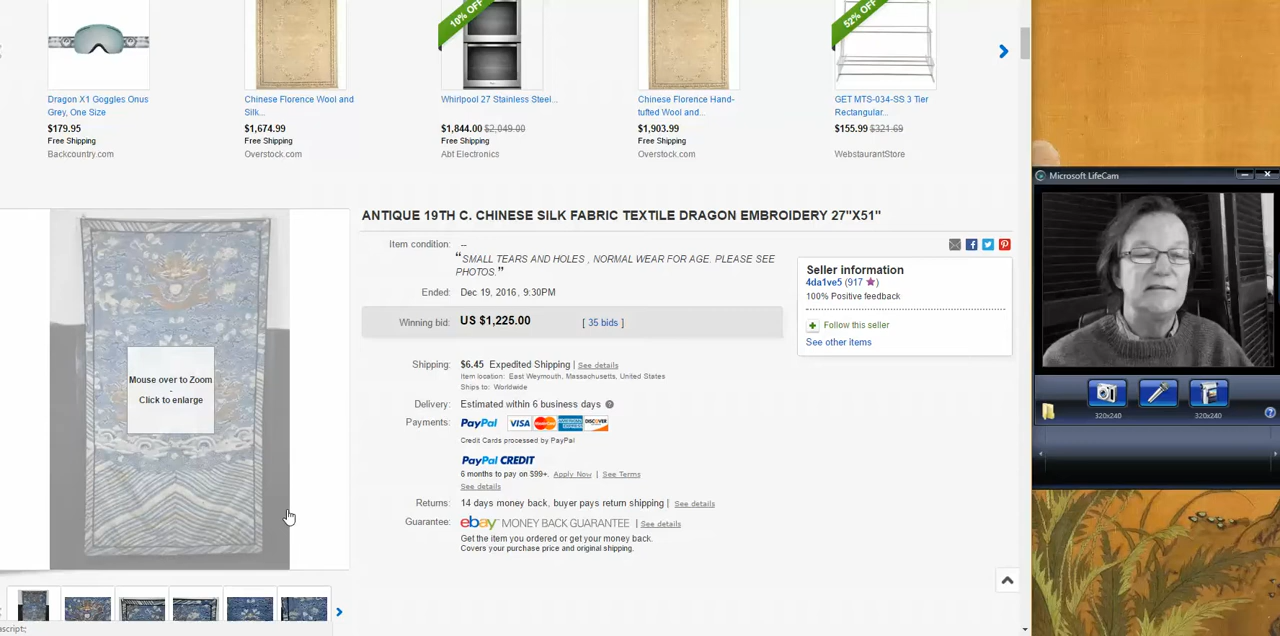 10% OFF
52% OFF
Dragon X1 Goggles Onus
Grey, One Size
$179.95
Free Shipping
Backcountry.com
Chinese Florence Wool and
Silk...
$1,674.99
Free Shipping
Overstock.com
Whirlpool 27 Stainless Steel...
$1,844.00 $2,049.00
Free Shipping
Abt Electronics
Chinese Florence Hand-
tufted Wool and...
$1,903.99
Free Shipping
Overstock.com
GET MTS-034-SS 3 Tier
Rectangular...
$155.99 $321.69
WebstaurantStore
Microsoft LifeCam
ANTIQUE 19TH C. CHINESE SILK FABRIC TEXTILE DRAGON EMBROIDERY 27"X51"
Item condition: --
“SMALL TEARS AND HOLES , NORMAL WEAR FOR AGE. PLEASE SEE
PHOTOS.”
Ended: Dec 19, 2016 , 9:30PM
Winning bid: US $1,225.00 [ 35 bids ]
Shipping: $6.45 Expedited Shipping | See details
Item location: East Weymouth, Massachusetts, United States
Ships to: Worldwide
Delivery: Estimated within 6 business days
Payments: PayPal VISA MasterCard AMERICAN EXPRESS DISCOVER
Credit Cards processed by PayPal
PayPal CREDIT
6 months to pay on $99+. Apply Now | See Terms
See details
Returns: 14 days money back, buyer pays return shipping | See details
Guarantee: ebay MONEY BACK GUARANTEE | See details
Get the item you ordered or get your money back.
Covers your purchase price and original shipping.
Seller information
4da1ve5 (917 )
100% Positive feedback
Follow this seller
See other items
Mouse over to Zoom
-
Click to enlarge
320x240
320x240
ascript:;